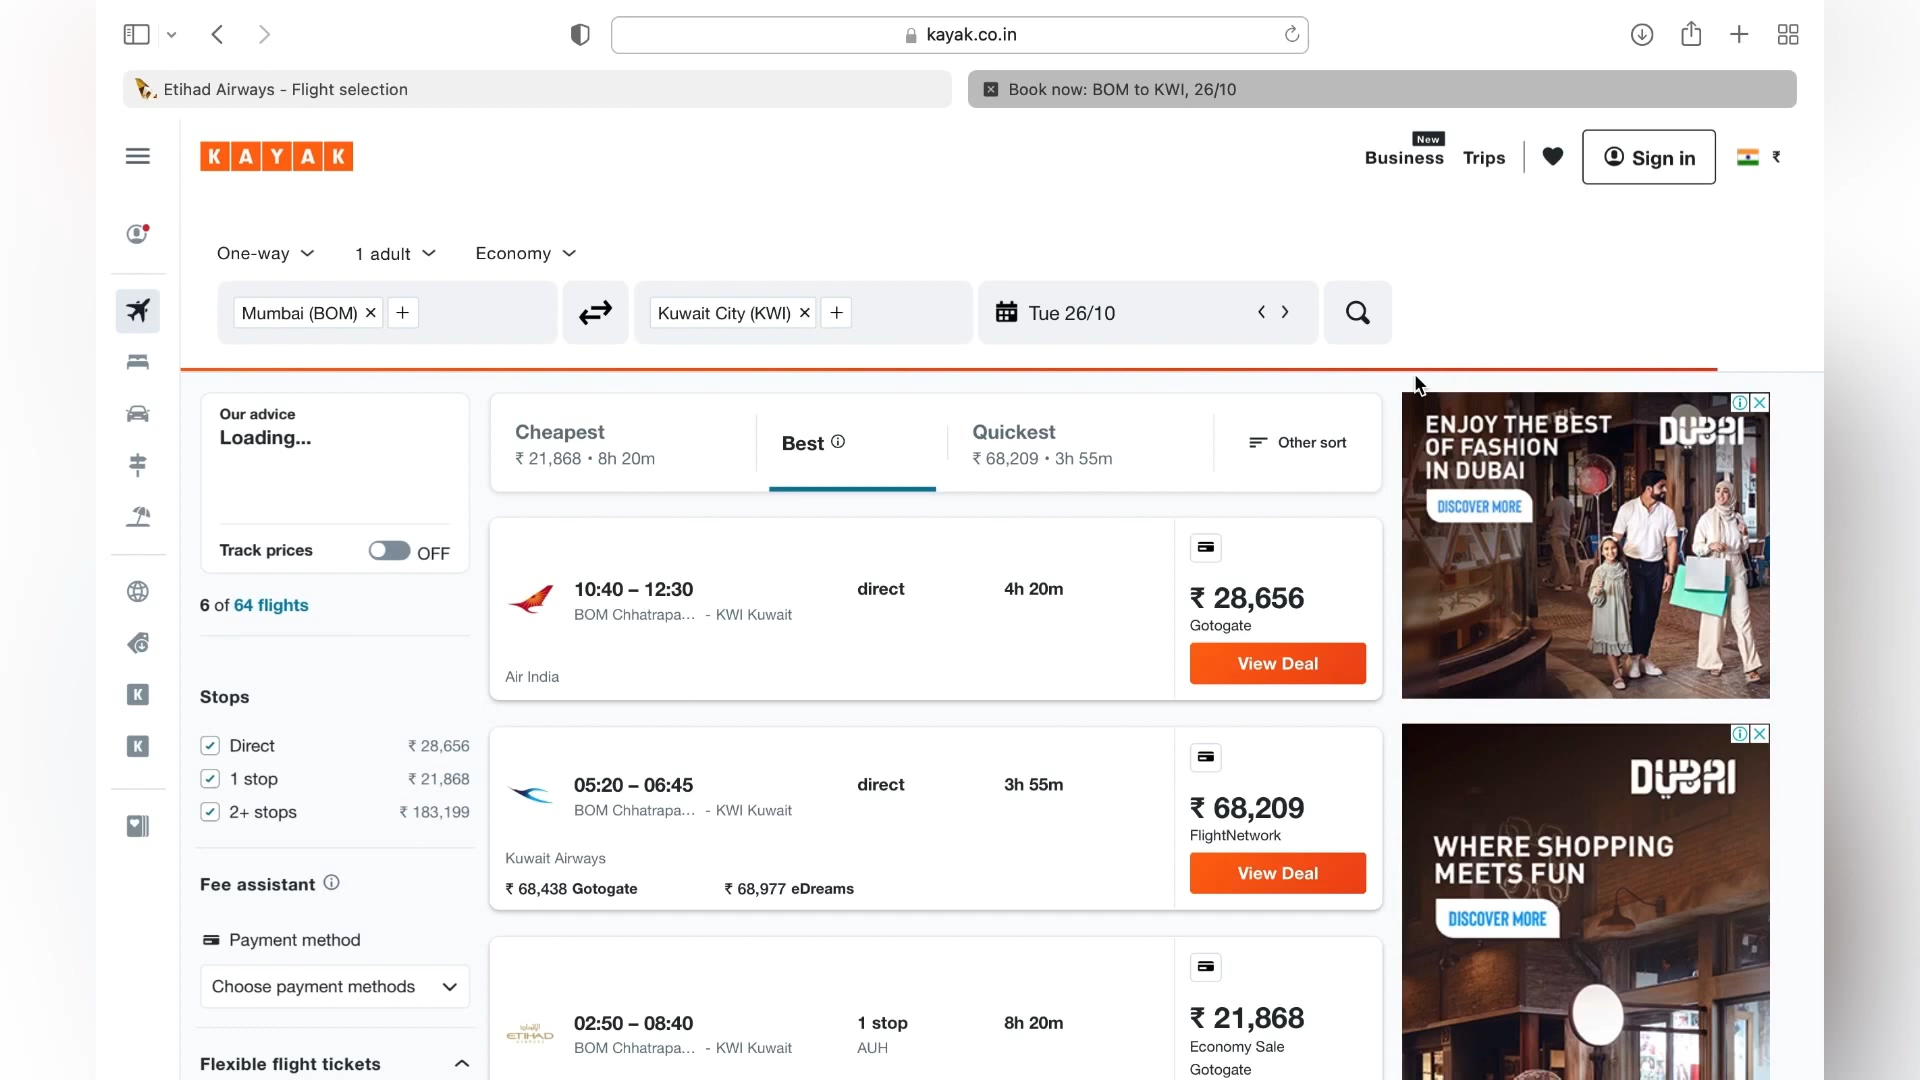 kayak.co.in
Etihad Airways - Flight selection
Book now: BOM to KWI, 26/10
KAYAK
New
Business
Trips
Sign in
₹
One-way
1 adult
Economy
Mumbai (BOM)
Kuwait City (KWI)
Tue 26/10
Our advice
Loading...
Track prices
OFF
6 of 64 flights
Stops
Direct ₹ 28,656
1 stop ₹ 21,868
2+ stops ₹ 183,199
Fee assistant
Payment method
Choose payment methods
Flexible flight tickets
Cheapest
₹ 21,868 • 8h 20m
Best
Quickest
₹ 68,209 • 3h 55m
Other sort
10:40 – 12:30 direct 4h 20m
BOM Chhatrapa... - KWI Kuwait
Air India
₹ 28,656
Gotogate
View Deal
05:20 – 06:45 direct 3h 55m
BOM Chhatrapa... - KWI Kuwait
Kuwait Airways
₹ 68,438 Gotogate ₹ 68,977 eDreams
₹ 68,209
FlightNetwork
View Deal
ETIHAD
02:50 – 08:40 1 stop 8h 20m
BOM Chhatrapa... - KWI Kuwait AUH
₹ 21,868
Economy Sale
Gotogate
ENJOY THE BEST
OF FASHION
IN DUBAI
DISCOVER MORE
DUBAI
DUBAI
WHERE SHOPPING
MEETS FUN
DISCOVER MORE